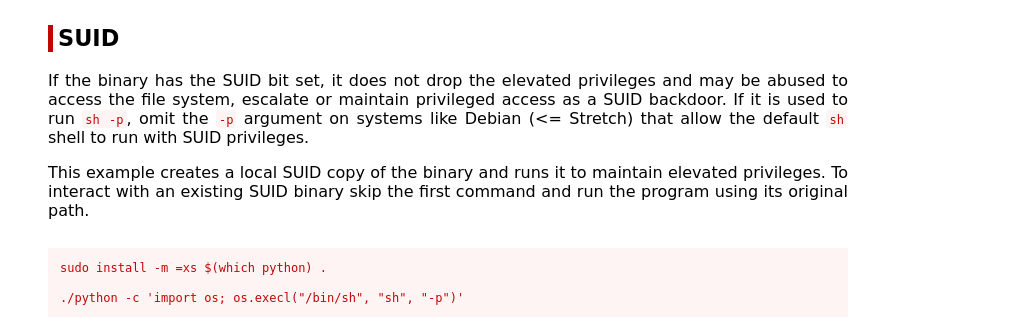 SUID
If the binary has the SUID bit set, it does not drop the elevated privileges and may be abused to
access the file system, escalate or maintain privileged access as a SUID backdoor. If it is used to
run sh -p, omit the -p argument on systems like Debian (<= Stretch) that allow the default sh
shell to run with SUID privileges.
This example creates a local SUID copy of the binary and runs it to maintain elevated privileges. To
interact with an existing SUID binary skip the first command and run the program using its original
path.
sudo install -m =xs $(which python) .
./python -c 'import os; os.execl("/bin/sh", "sh", "-p")'